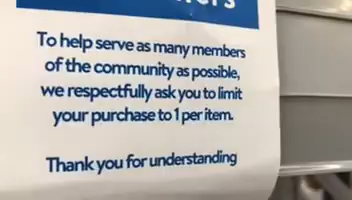 To help serve as many members
of the community as possible,
we respectfully ask you to limit
your purchase to 1 per item.
Thank you for understanding